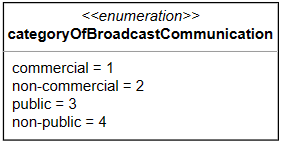 <<enumeration>>
categoryOfBroadcastCommunication
commercial = 1
non-commercial = 2
public = 3
non-public = 4